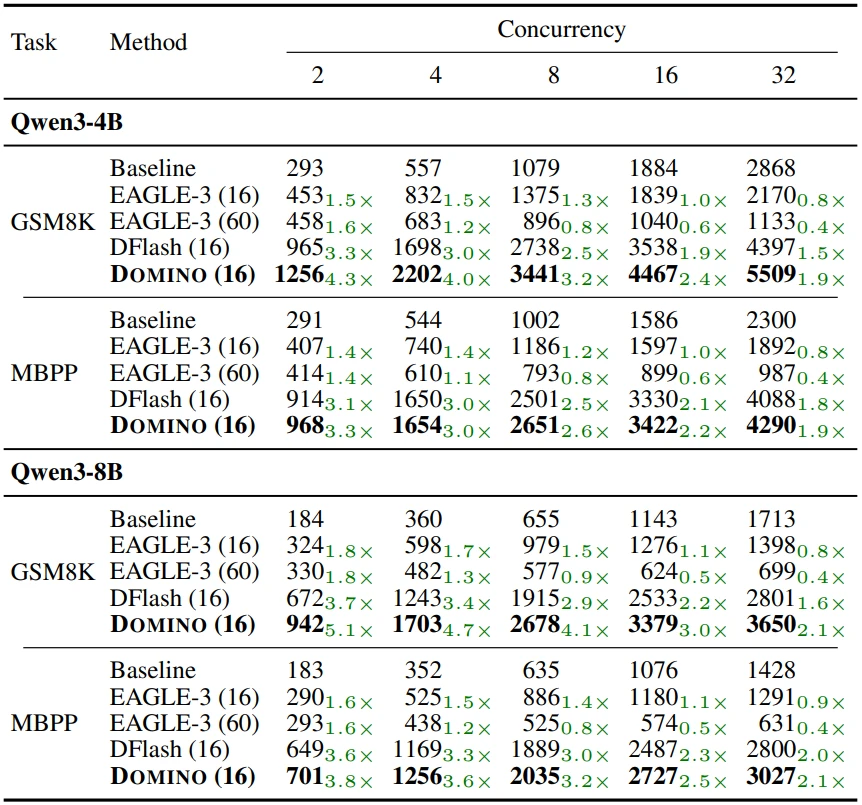 Task Method Concurrency
2 4 8 16 32
Qwen3-4B
GSM8K
Baseline 293 557 1079 1884 2868
EAGLE-3 (16) 453 1.5× 832 1.5× 1375 1.3× 1839 1.0× 2170 0.8×
EAGLE-3 (60) 458 1.6× 683 1.2× 896 0.8× 1040 0.6× 1133 0.4×
DFlash (16) 965 3.3× 1698 3.0× 2738 2.5× 3538 1.9× 4397 1.5×
DOMINO (16) 1256 4.3× 2202 4.0× 3441 3.2× 4467 2.4× 5509 1.9×
MBPP
Baseline 291 544 1002 1586 2300
EAGLE-3 (16) 407 1.4× 740 1.4× 1186 1.2× 1597 1.0× 1892 0.8×
EAGLE-3 (60) 414 1.4× 610 1.1× 793 0.8× 899 0.6× 987 0.4×
DFlash (16) 914 3.1× 1650 3.0× 2501 2.5× 3330 2.1× 4088 1.8×
DOMINO (16) 968 3.3× 1654 3.0× 2651 2.6× 3422 2.2× 4290 1.9×
Qwen3-8B
GSM8K
Baseline 184 360 655 1143 1713
EAGLE-3 (16) 324 1.8× 598 1.7× 979 1.5× 1276 1.1× 1398 0.8×
EAGLE-3 (60) 330 1.8× 482 1.3× 577 0.9× 624 0.5× 699 0.4×
DFlash (16) 672 3.7× 1243 3.4× 1915 2.9× 2533 2.2× 2801 1.6×
DOMINO (16) 942 5.1× 1703 4.7× 2678 4.1× 3379 3.0× 3650 2.1×
MBPP
Baseline 183 352 635 1076 1428
EAGLE-3 (16) 290 1.6× 525 1.5× 886 1.4× 1180 1.1× 1291 0.9×
EAGLE-3 (60) 293 1.6× 438 1.2× 525 0.8× 574 0.5× 631 0.4×
DFlash (16) 649 3.6× 1169 3.3× 1889 3.0× 2487 2.3× 2800 2.0×
DOMINO (16) 701 3.8× 1256 3.6× 2035 3.2× 2727 2.5× 3027 2.1×